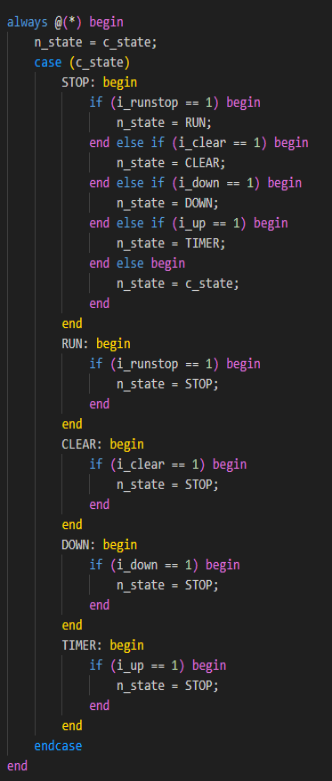 always @(*) begin
    n_state = c_state;
    case (c_state)
        STOP: begin
            if (i_runstop == 1) begin
                n_state = RUN;
            end else if (i_clear == 1) begin
                n_state = CLEAR;
            end else if (i_down == 1) begin
                n_state = DOWN;
            end else if (i_up == 1) begin
                n_state = TIMER;
            end else begin
                n_state = c_state;
            end
        end
        RUN: begin
            if (i_runstop == 1) begin
                n_state = STOP;
            end
        end
        CLEAR: begin
            if (i_clear == 1) begin
                n_state = STOP;
            end
        end
        DOWN: begin
            if (i_down == 1) begin
                n_state = STOP;
            end
        end
        TIMER: begin
            if (i_up == 1) begin
                n_state = STOP;
            end
        end
    endcase
end